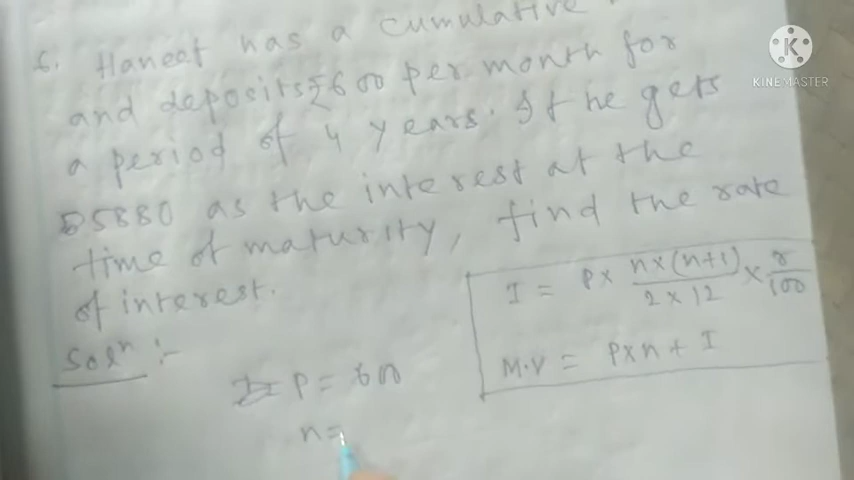 6. Haneef has a cumulative
and deposits ₹600 per month for
a period of 4 years. If he gets
₹5880 as the interest at the
time of maturity, find the rate
of interest.
Solⁿ :-
P = 600
n=
I = P× n×(n+1) / 2×12 × r/100
M.V = P×n + I
K
KINEMASTER